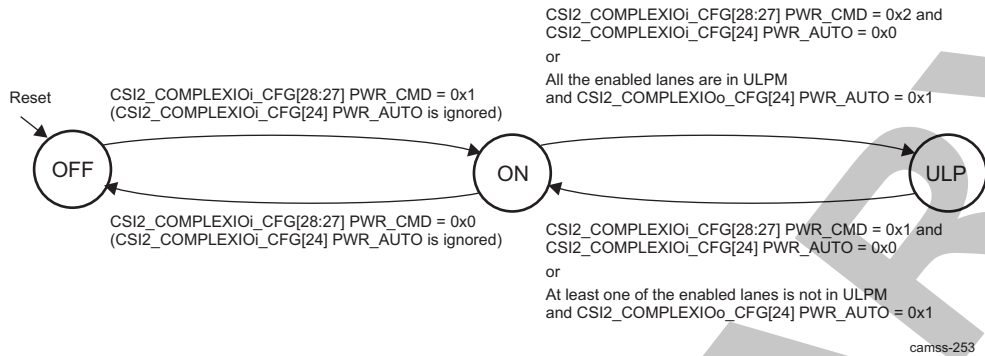 CSI2_COMPLEXIOi_CFG[28:27] PWR_CMD = 0x2 and
CSI2_COMPLEXIOi_CFG[24] PWR_AUTO = 0x0
or
All the enabled lanes are in ULPM
and CSI2_COMPLEXIOo_CFG[24] PWR_AUTO = 0x1
Reset
CSI2_COMPLEXIOi_CFG[28:27] PWR_CMD = 0x1
(CSI2_COMPLEXIOi_CFG[24] PWR_AUTO is ignored)
OFF
ON
ULP
CSI2_COMPLEXIOi_CFG[28:27] PWR_CMD = 0x0
(CSI2_COMPLEXIOi_CFG[24] PWR_AUTO is ignored)
CSI2_COMPLEXIOi_CFG[28:27] PWR_CMD = 0x1 and
CSI2_COMPLEXIOi_CFG[24] PWR_AUTO = 0x0
or
At least one of the enabled lanes is not in ULPM
and CSI2_COMPLEXIOo_CFG[24] PWR_AUTO = 0x1
camss-253